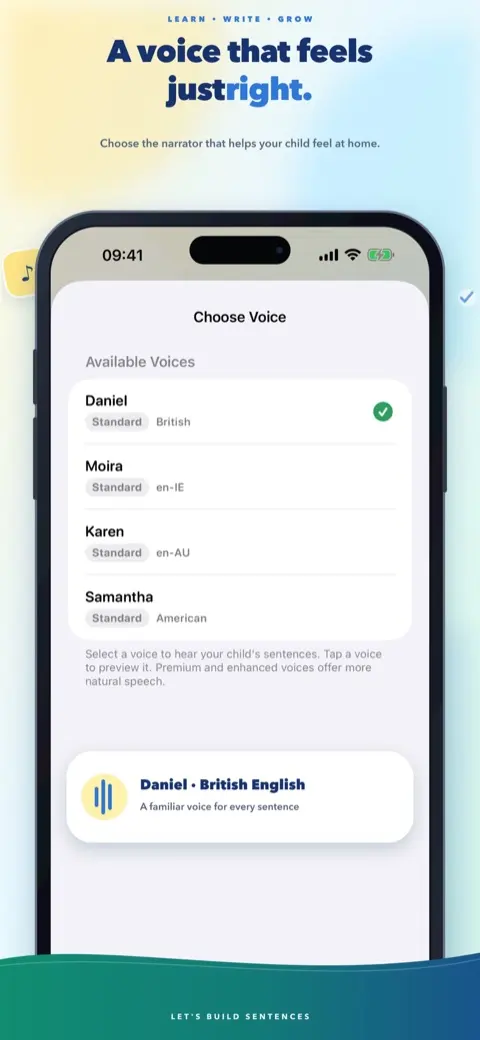 LEARN • WRITE • GROW
A voice that feels
justright.
Choose the narrator that helps your child feel at home.
09:41
Choose Voice
Available Voices
Daniel
Standard British
Moira
Standard en-IE
Karen
Standard en-AU
Samantha
Standard American
Select a voice to hear your child's sentences. Tap a voice
to preview it. Premium and enhanced voices offer more
natural speech.
Daniel • British English
A familiar voice for every sentence
LET'S BUILD SENTENCES